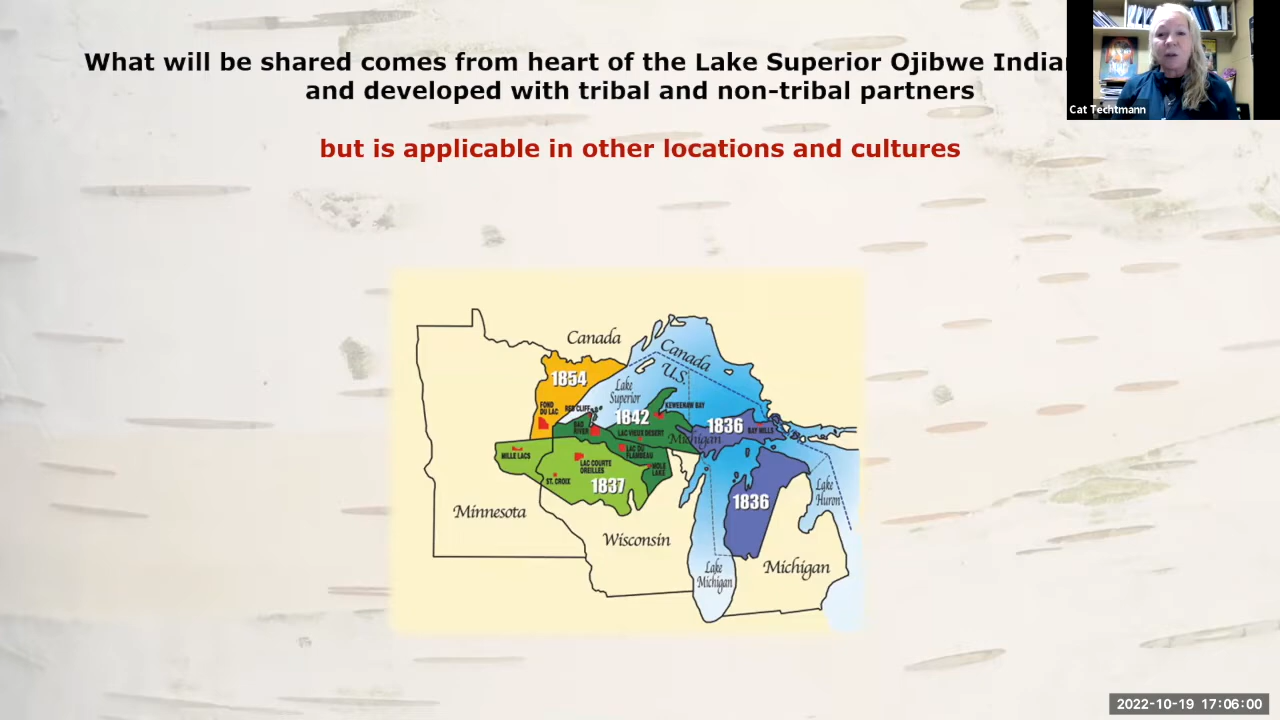 What will be shared comes from heart of the Lake Superior Ojibwe
and developed with tribal and non-tribal partners
but is applicable in other locations and cultures
Cat Techtmann
Canada
Canada
U.S.
1854
Lake
Superior
FOND
DU LAC
RED CLIFF
KEWEENAW BAY
1842
BAD
RIVER
LAC VIEUX DESERT
1836
BAY MILLS
Michigan
MILLE LACS
LAC DU
FLAMBEAU
LAC COURTE
OREILLES
MOLE
LAKE
ST. CROIX
1837
1836
Lake
Huron
Minnesota
Wisconsin
Lake
Michigan
Michigan
2022-10-19 17:06:00